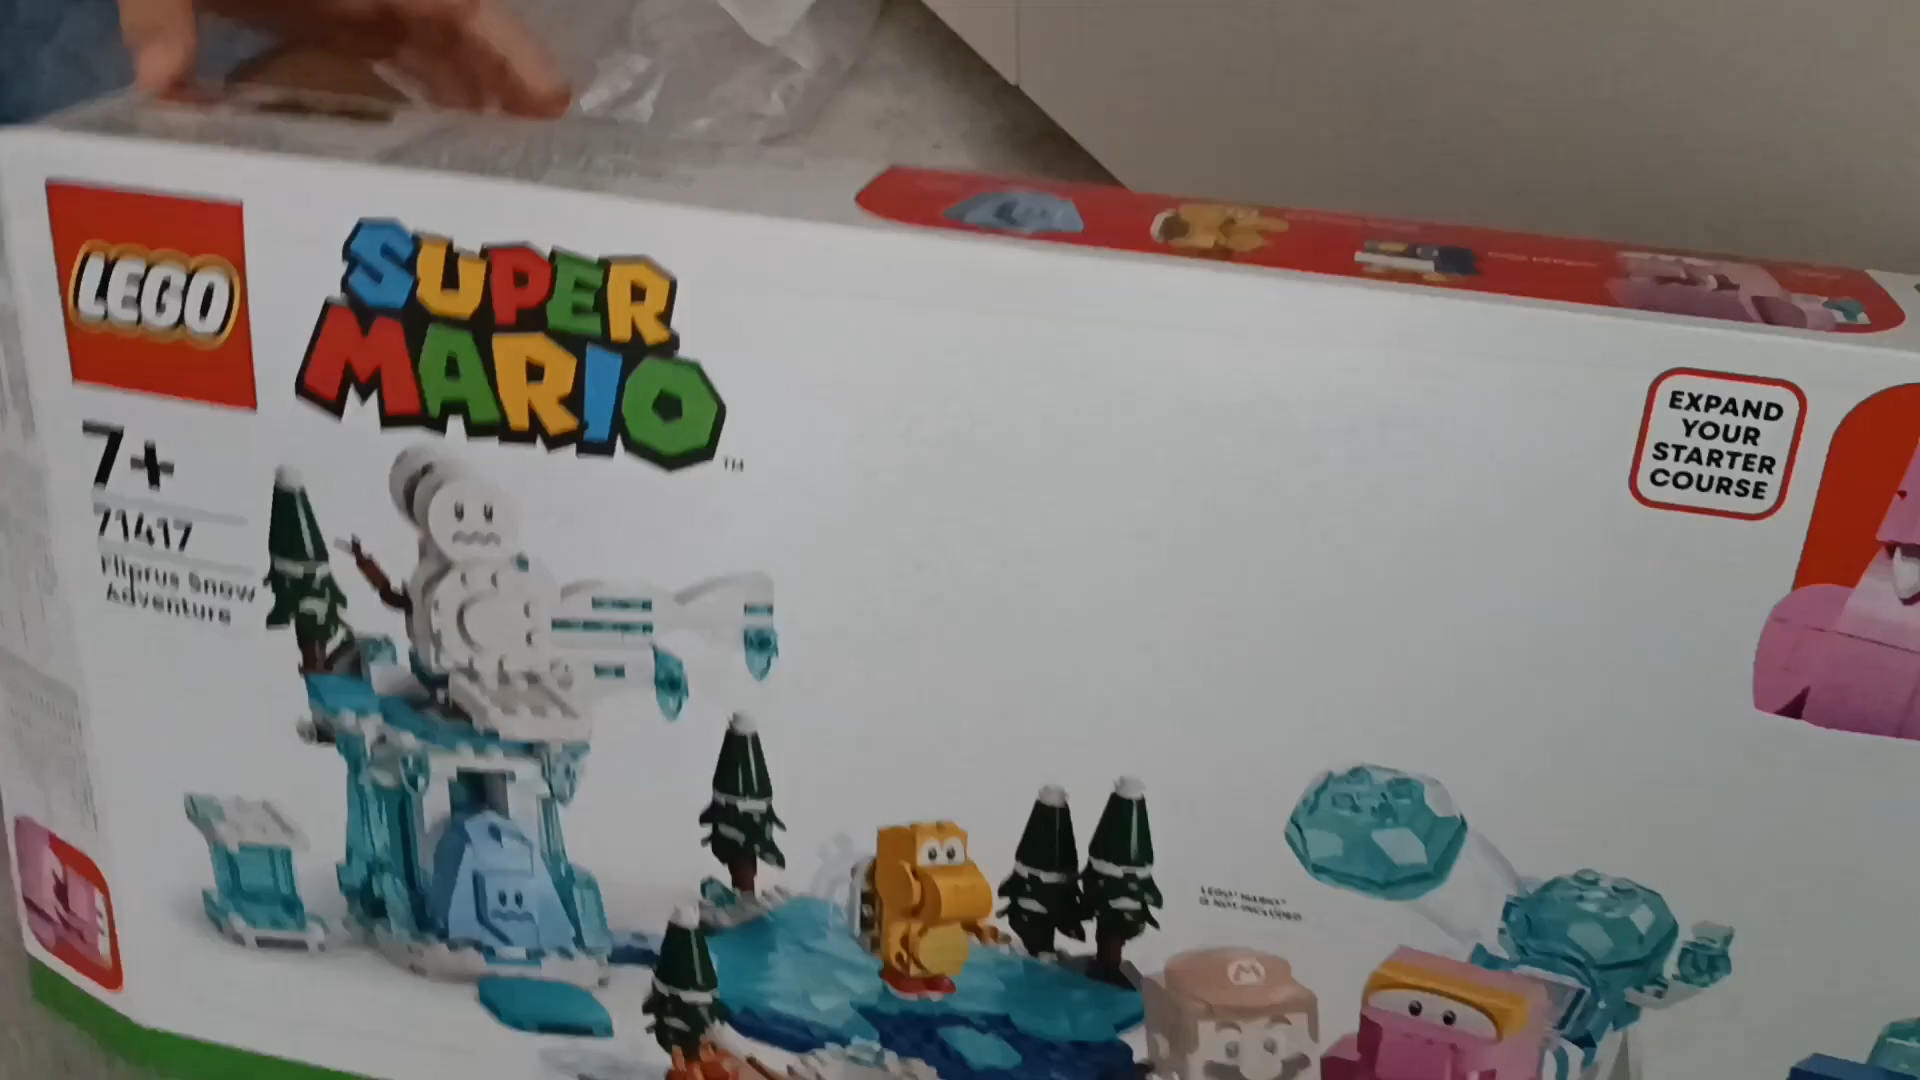 LEGO
SUPER
MARIO
TM
7+
71417
Fliprus Snow
Adventure
EXPAND
YOUR
STARTER
COURSE
M